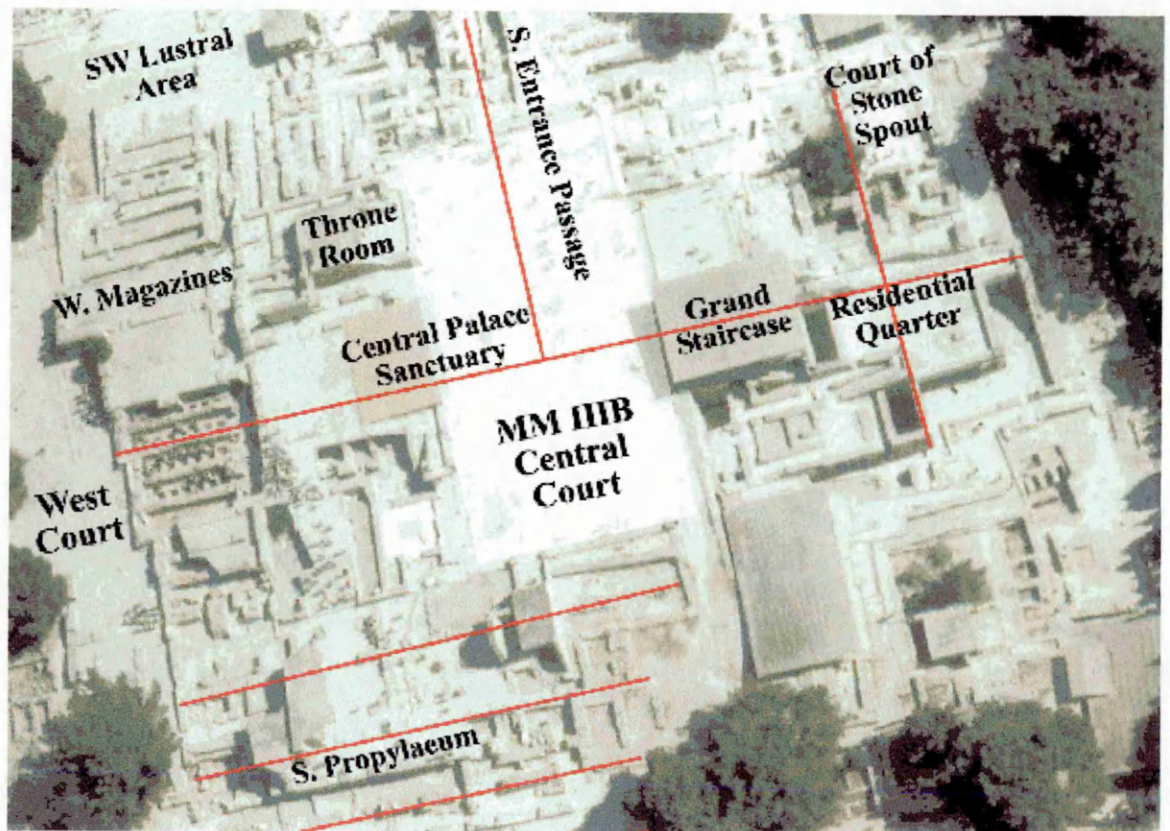 SW Lustral
Area
S. Entrance Passage
Court of
Stone
Spout
Throne
Room
W. Magazines
Central Palace
Sanctuary
Grand
Staircase
Residential
Quarter
MM IIIB
Central
Court
West
Court
S. Propylaeum